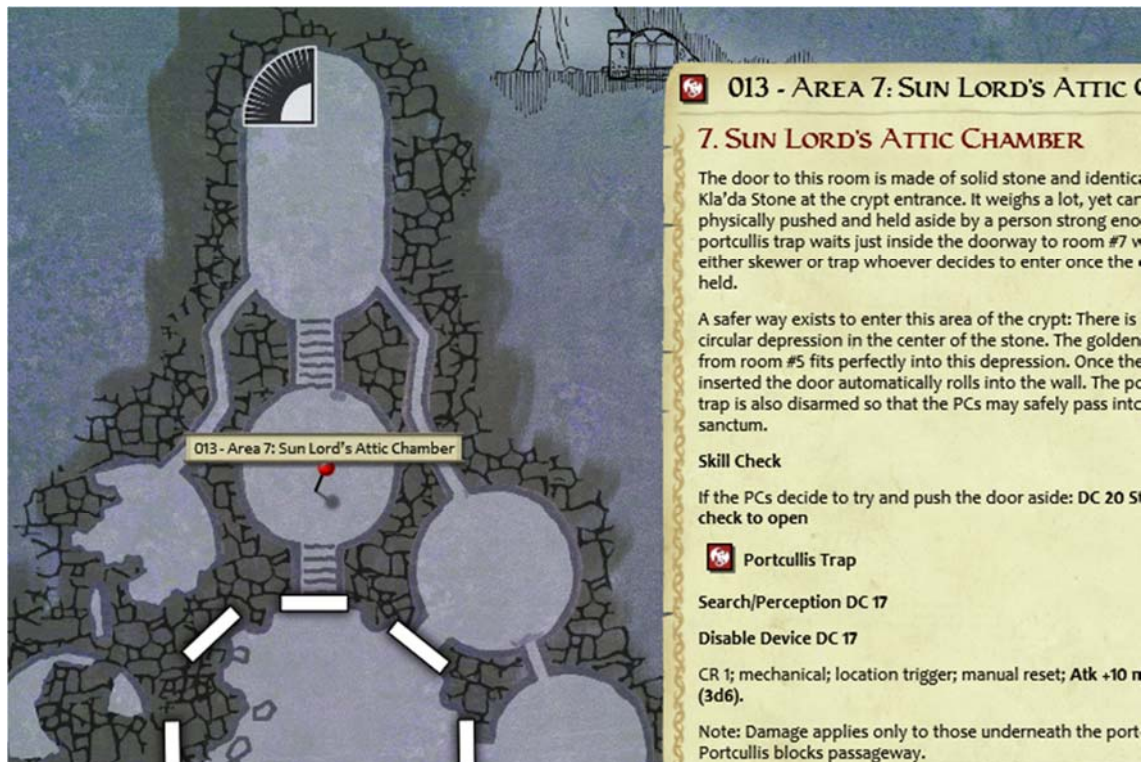 013 - Area 7: Sun Lord's Attic Chamber
013 - AREA 7: SUN LORD'S ATTIC
7. SUN LORD'S ATTIC CHAMBER
The door to this room is made of solid stone and
Kla'da Stone at the crypt entrance. It weighs a lot, yet
physically pushed and held aside by a person strong
portcullis trap waits just inside the doorway to room #7
either skewer or trap whoever decides to enter once the
held.
A safer way exists to enter this area of the crypt: There is
circular depression in the center of the stone. The golden
from room #5 fits perfectly into this depression. Once the
inserted the door automatically rolls into the wall. The
trap is also disarmed so that the PCs may safely pass into
sanctum.
Skill Check
If the PCs decide to try and push the door aside: DC 20
check to open
Portcullis Trap
Search/Perception DC 17
Disable Device DC 17
CR 1; mechanical; location trigger; manual reset; Atk +10
(3d6).
Note: Damage applies only to those underneath the
Portcullis blocks passageway.